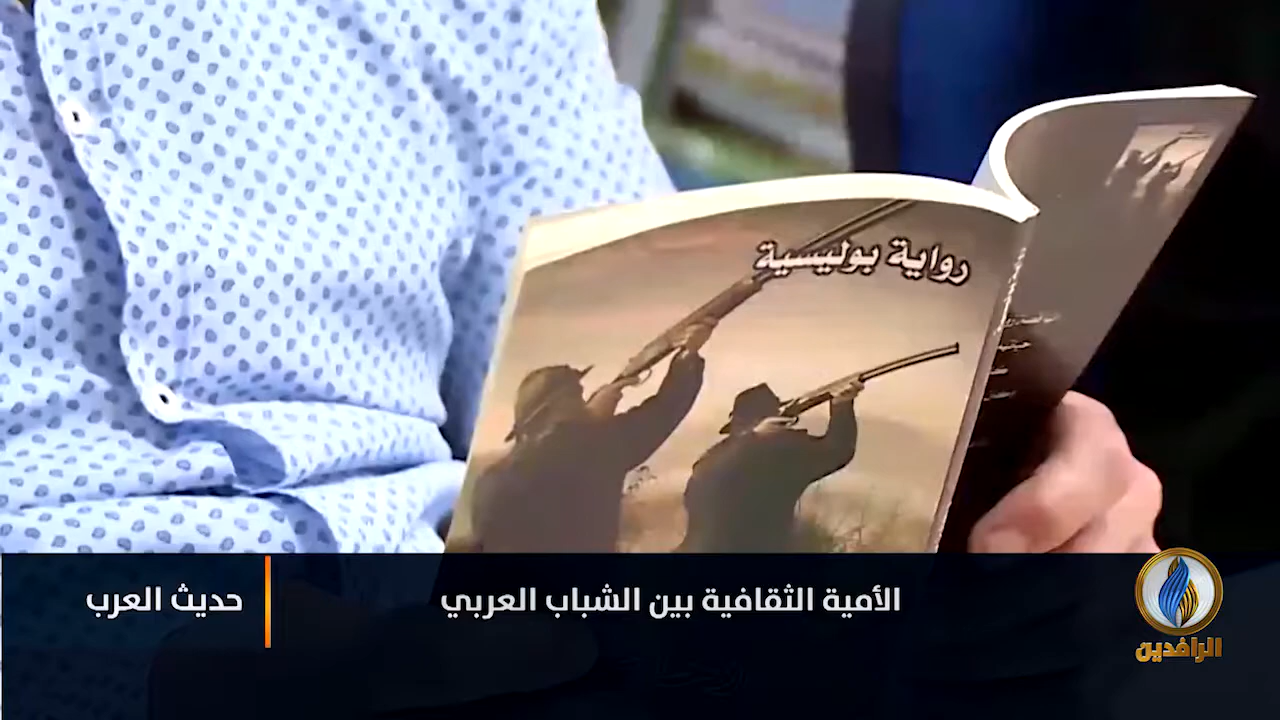 رواية بوليسية
الأمية الثقافية بين الشباب العربي
حديث العرب
الرافدين